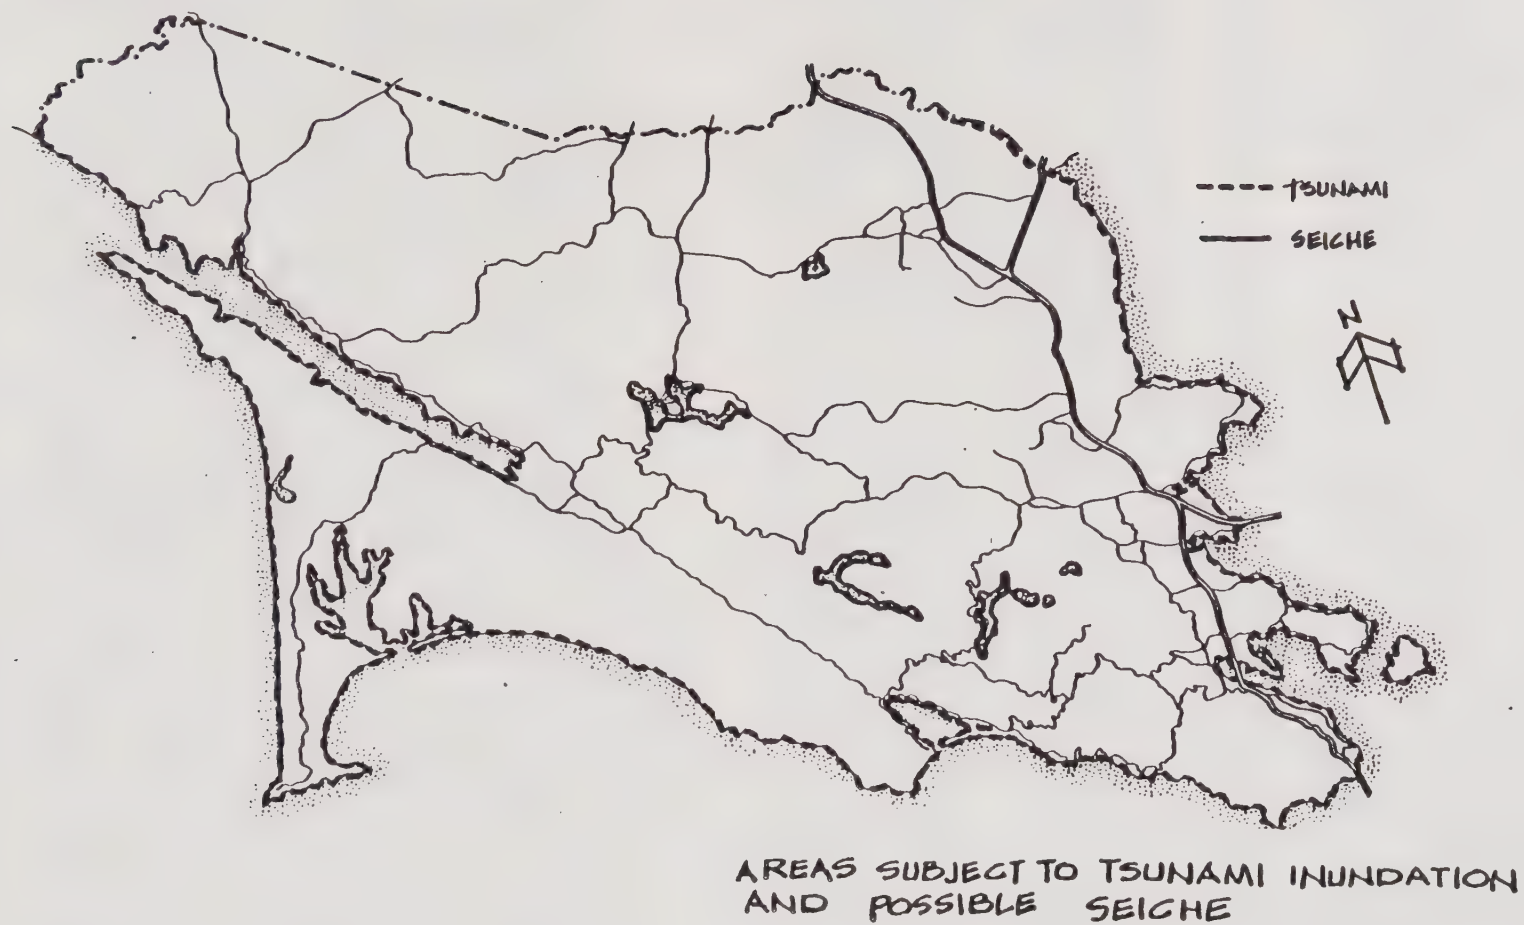 TSUNAMI
SEICHE
N
AREAS SUBJECT TO TSUNAMI INUNDATION
AND POSSIBLE SEICHE